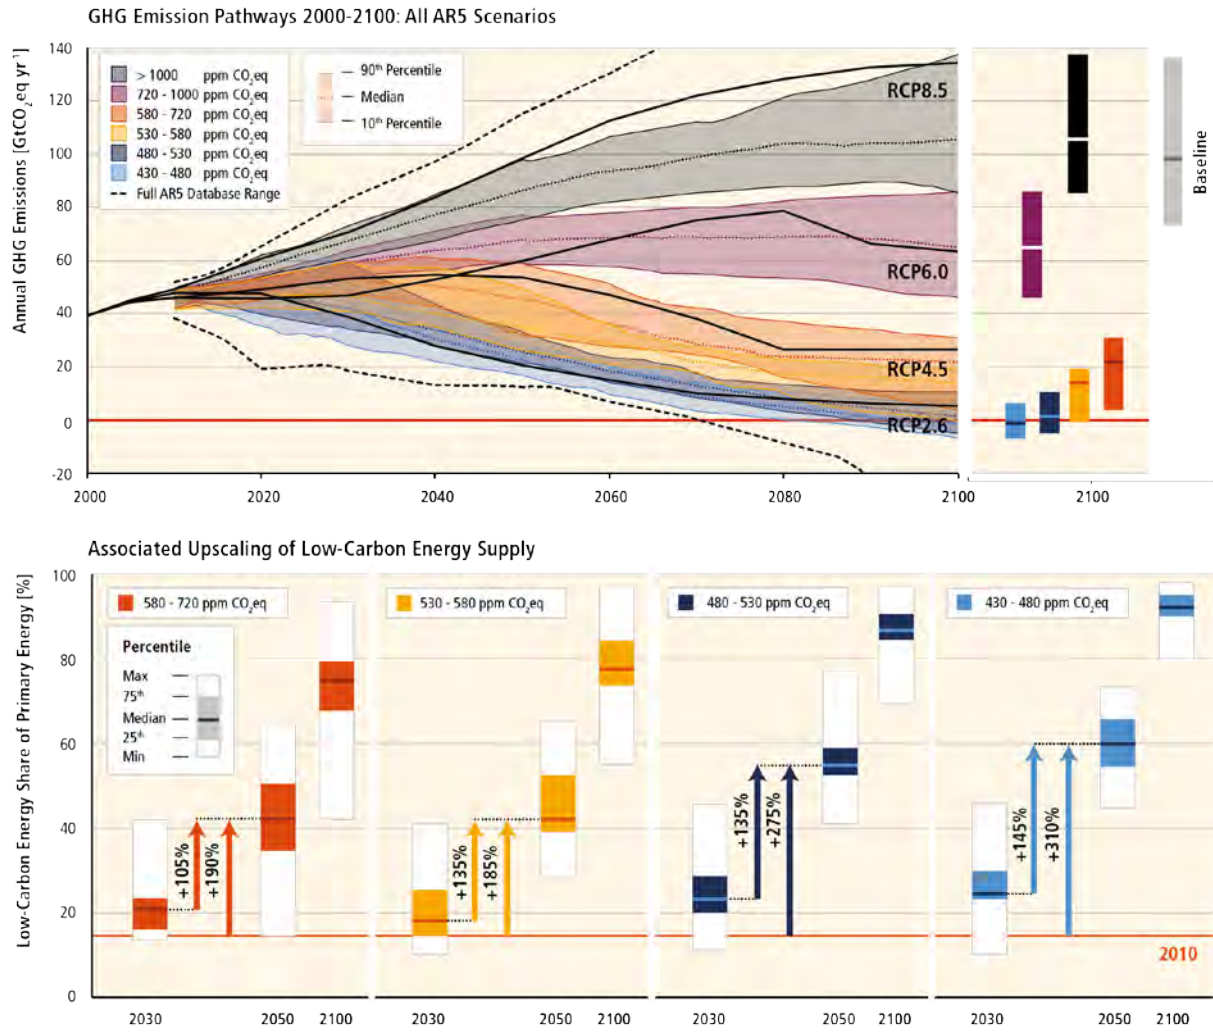 GHG Emission Pathways 2000-2100: All AR5 Scenarios
Annual GHG Emissions [GtCO₂eq yr⁻¹]
140
120
100
80
60
40
20
0
-20
> 1000 ppm CO₂eq
720 - 1000 ppm CO₂eq
580 - 720 ppm CO₂eq
530 - 580 ppm CO₂eq
480 - 530 ppm CO₂eq
430 - 480 ppm CO₂eq
Full AR5 Database Range
90th Percentile
Median
10th Percentile
RCP8.5
RCP6.0
RCP4.5
RCP2.6
Baseline
2000 2020 2040 2060 2080 2100
2100
Associated Upscaling of Low-Carbon Energy Supply
Low-Carbon Energy Share of Primary Energy [%]
100
80
60
40
20
0
580 - 720 ppm CO₂eq
Percentile
Max
75th
Median
25th
Min
+105%
+190%
530 - 580 ppm CO₂eq
+135%
+185%
480 - 530 ppm CO₂eq
+135%
+275%
430 - 480 ppm CO₂eq
+145%
+310%
2010
2030 2050 2100
2030 2050 2100
2030 2050 2100
2030 2050 2100